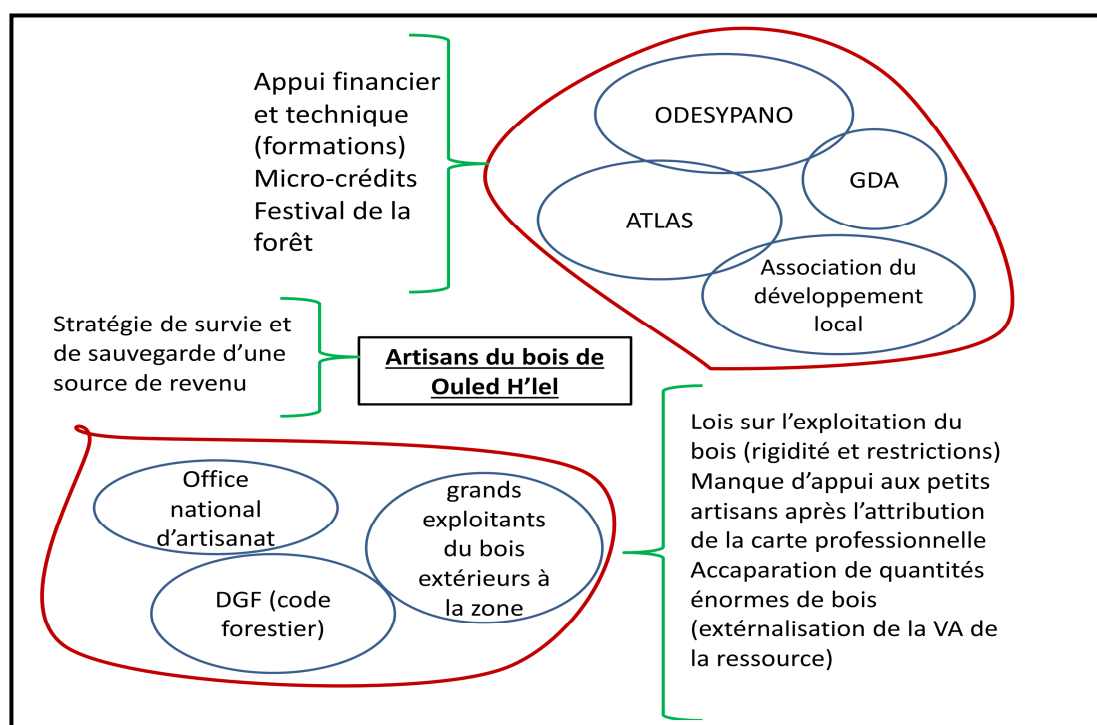 Appui financier
et technique
(formations)
Micro-crédits
Festival de la
forêt
ODESYPANO
GDA
ATLAS
Association du
développement
local
Stratégie de survie et
de sauvegarde d’une
source de revenu
Artisans du bois de
Ouled H’lel
Office
national
d’artisanat
grands
exploitants
du bois
extérieurs à
la zone
DGF (code
forestier)
Lois sur l’exploitation du
bois (rigidité et restrictions)
Manque d’appui aux petits
artisans après l’attribution
de la carte professionnelle
Accaparation de quantités
énormes de bois
(extérnalisation de la VA de
la ressource)